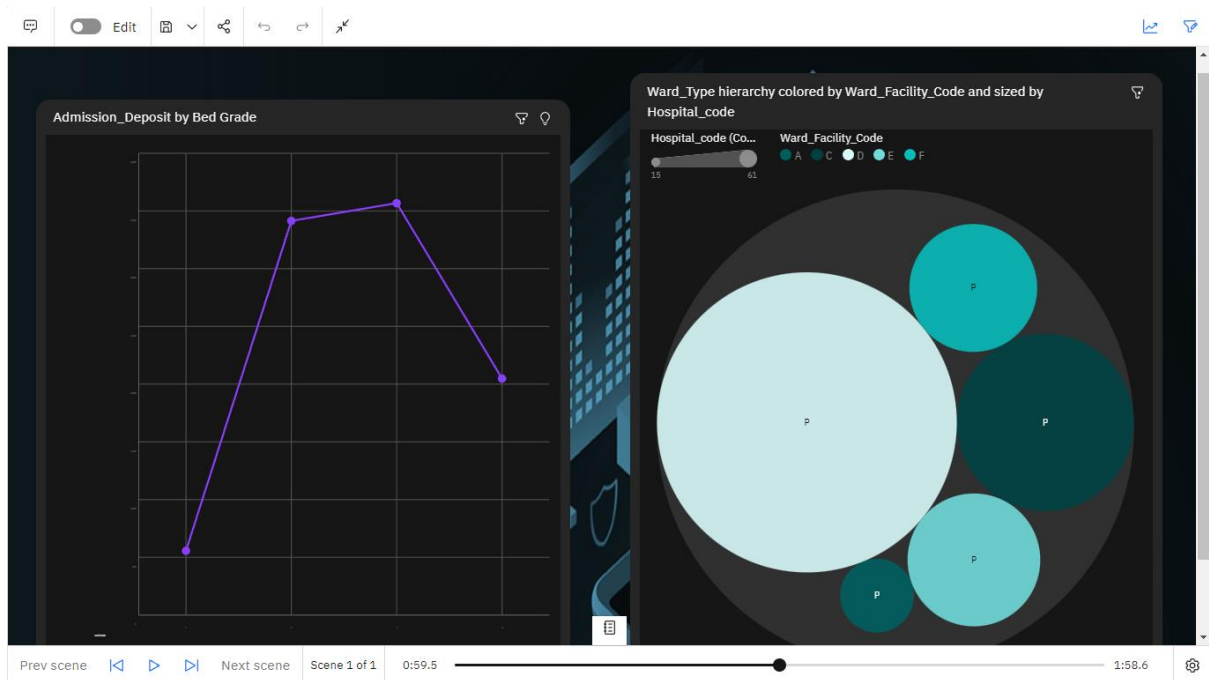 Edit
Admission_Deposit by Bed Grade
Ward_Type hierarchy colored by Ward_Facility_Code and sized by
Hospital_code
Hospital_code (Co...
Ward_Facility_Code
A C D E F
15 61
P
P
P
P
P
Prev scene
Next scene
Scene 1 of 1
0:59.5
1:58.6